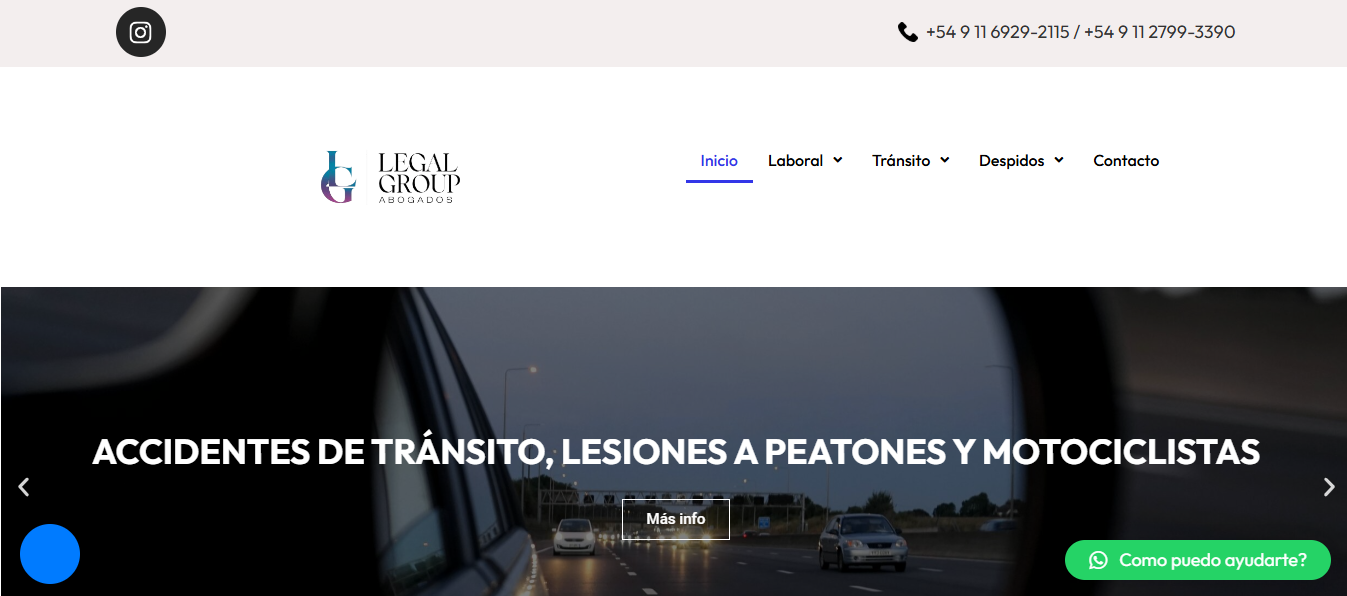 +54 9 11 6929-2115 / +54 9 11 2799-3390
LEGAL
GROUP
ABOGADOS
Inicio Laboral Tránsito Despidos Contacto
ACCIDENTES DE TRÁNSITO, LESIONES A PEATONES Y MOTOCICLISTAS
Más info
Como puedo ayudarte?